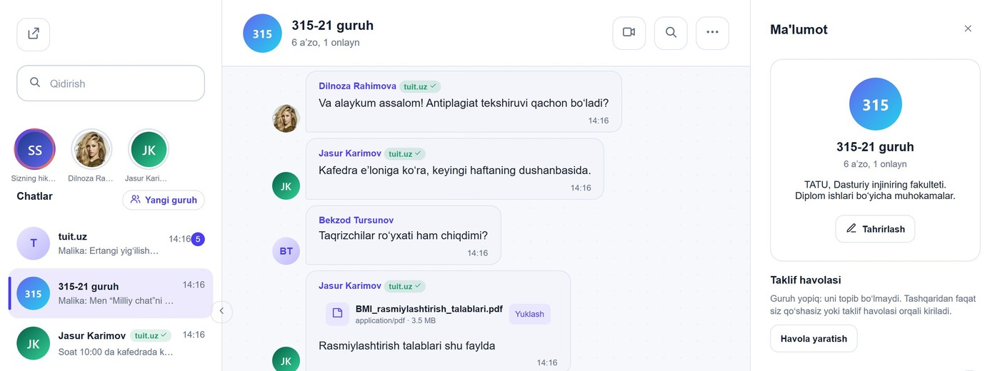 Qidirish
SS
JK
Sizning hik...
Dilnoza Ra...
Jasur Kari...
Chatlar
Yangi guruh
T
tuit.uz
14:16
5
Malika: Ertangi yig‘ilish...
315
315-21 guruh
14:16
Malika: Men “Milliy chat”ni ...
JK
Jasur Karimov
tuit.uz
14:16
Soat 10:00 da kafedrada k...
315
315-21 guruh
6 a’zo, 1 onlayn
Dilnoza Rahimova tuit.uz
Va alaykum assalom! Antiplagiat tekshiruvi qachon bo‘ladi?
14:16
Jasur Karimov tuit.uz
Kafedra e’loniga ko‘ra, keyingi haftaning dushanbasida.
14:16
JK
Bekzod Tursunov
Taqrizchilar ro‘yxati ham chiqdimi?
14:16
BT
Jasur Karimov tuit.uz
BMI_rasmiylashtirish_talablari.pdf
application/pdf · 3.5 MB
Yuklash
Rasmiylashtirish talablari shu faylda
14:16
JK
Ma'lumot
315
315-21 guruh
6 a’zo, 1 onlayn
TATU, Dasturiy injiniring fakulteti.
Diplom ishlari bo‘yicha muhokamalar.
Tahrirlash
Taklif havolasi
Guruh yopiq: uni topib bo‘lmaydi. Tashqaridan faqat
siz qo‘shasiz yoki taklif havolasi orqali kiriladi.
Havola yaratish